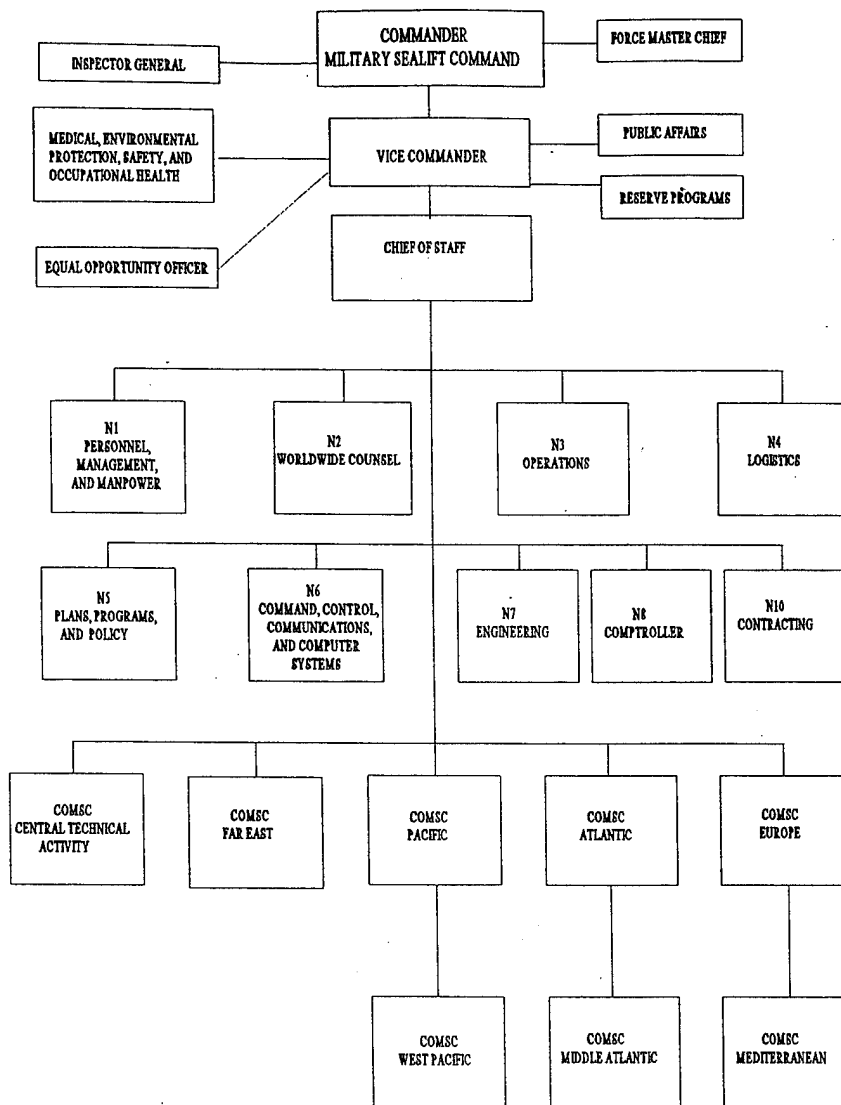 COMMANDER
MILITARY SEALIFT COMMAND
FORCE MASTER CHIEF
INSPECTOR GENERAL
MEDICAL, ENVIRONMENTAL
PROTECTION, SAFETY, AND
OCCUPATIONAL HEALTH
VICE COMMANDER
PUBLIC AFFAIRS
RESERVE PROGRAMS
CHIEF OF STAFF
EQUAL OPPORTUNITY OFFICER
N1
PERSONNEL,
MANAGEMENT,
AND MANPOWER
N2
WORLDWIDE COUNSEL
N3
OPERATIONS
N4
LOGISTICS
N5
PLANS, PROGRAMS,
AND POLICY
N6
COMMAND, CONTROL,
COMMUNICATIONS,
AND COMPUTER
SYSTEMS
N7
ENGINEERING
N8
COMPTROLLER
N10
CONTRACTING
COMSC
CENTRAL TECHNICAL
ACTIVITY
COMSC
FAR EAST
COMSC
PACIFIC
COMSC
ATLANTIC
COMSC
EUROPE
COMSC
WEST PACIFIC
COMSC
MIDDLE ATLANTIC
COMSC
MEDITERRANEAN